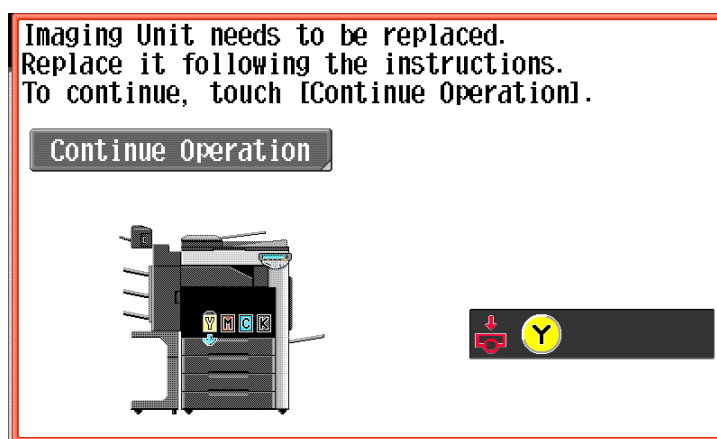 Imaging Unit needs to be replaced.
Replace it following the instructions.
To continue, touch [Continue Operation].
Continue Operation
Y M C K
Y